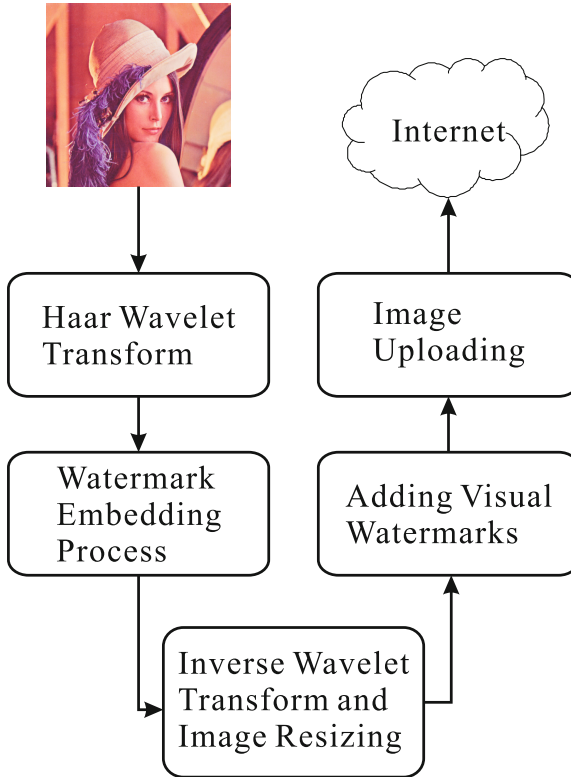 Haar Wavelet
Transform
Watermark
Embedding
Process
Inverse Wavelet
Transform and
Image Resizing
Adding Visual
Watermarks
Image
Uploading
Internet